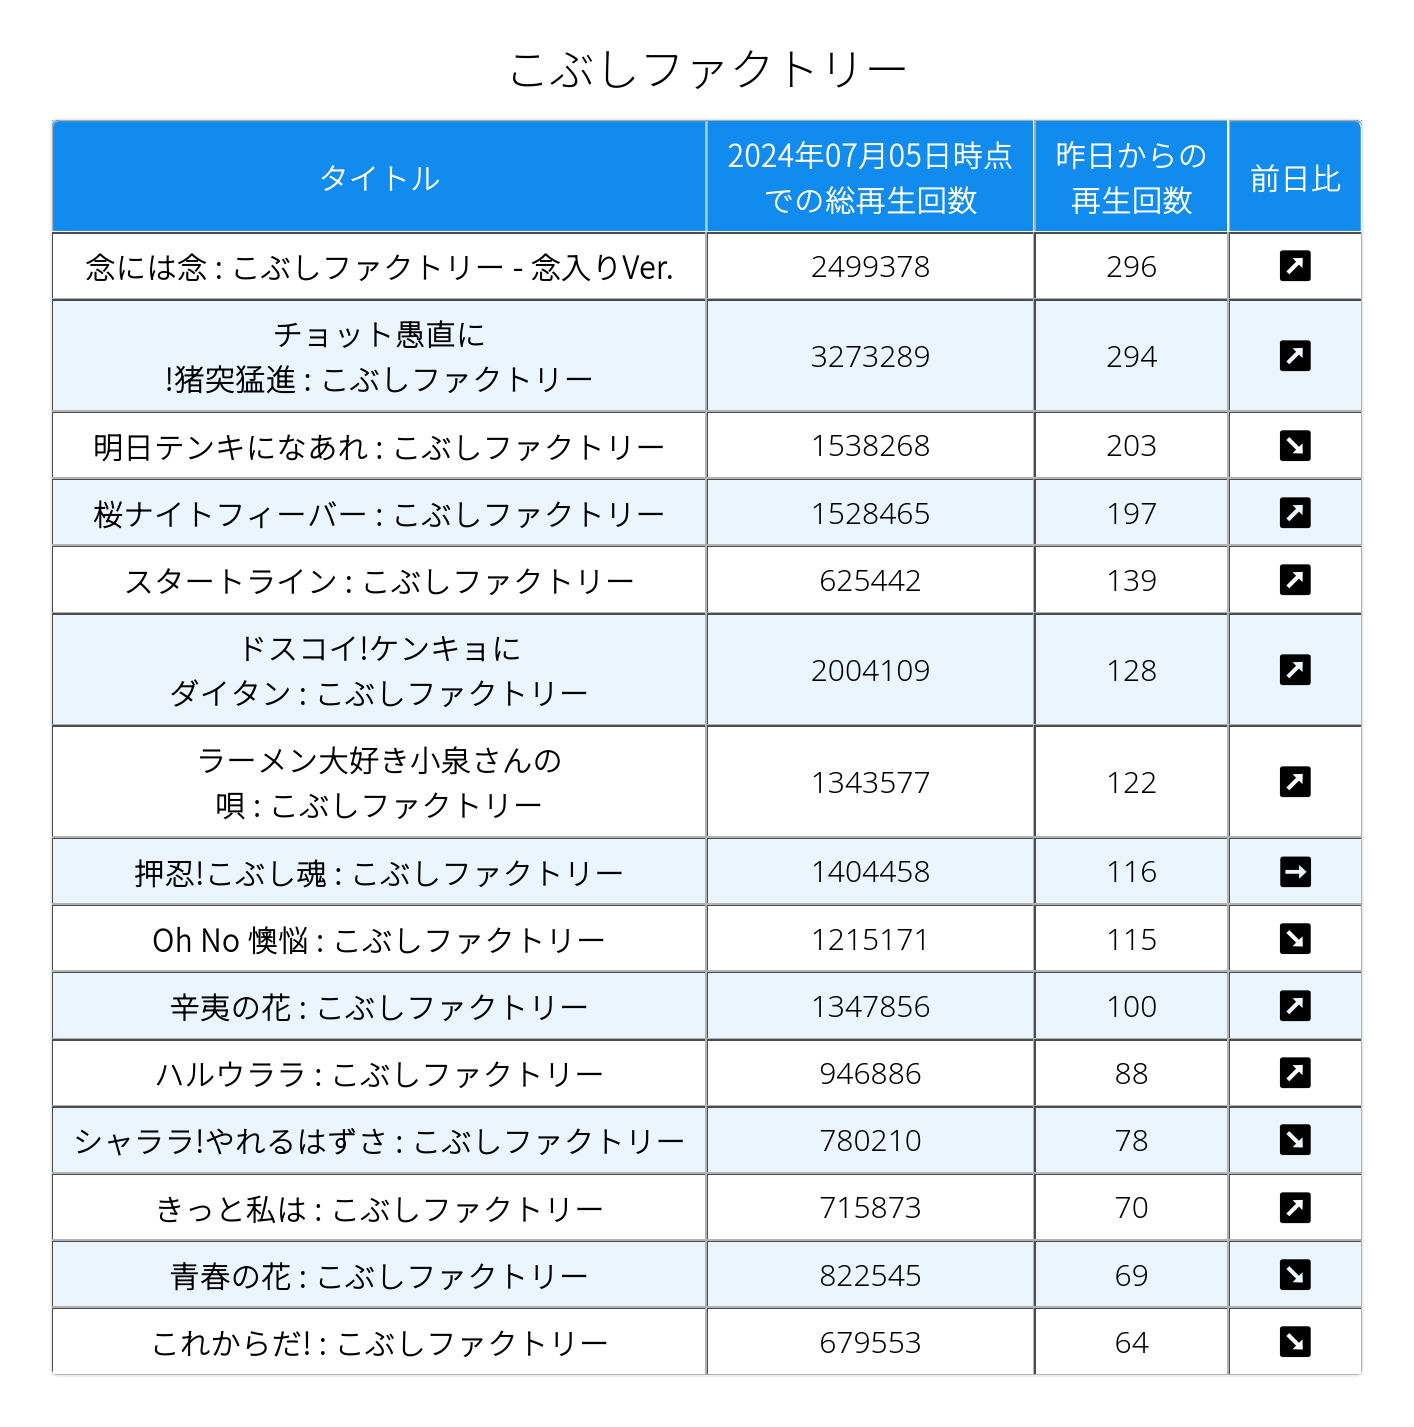 こぶしファクトリー
タイトル
2024年07月05日時点
での総再生回数
昨日からの
再生回数
前日比
念には念 : こぶしファクトリー - 念入りVer.
2499378
296
↗
チョット愚直に
!猪突猛進 : こぶしファクトリー
3273289
294
↗
明日テンキになあれ : こぶしファクトリー
1538268
203
↘
桜ナイトフィーバー : こぶしファクトリー
1528465
197
↗
スタートライン : こぶしファクトリー
625442
139
↗
ドスコイ!ケンキョに
ダイタン : こぶしファクトリー
2004109
128
↗
ラーメン大好き小泉さんの
唄 : こぶしファクトリー
1343577
122
↗
押忍!こぶし魂 : こぶしファクトリー
1404458
116
→
Oh No 懊悩 : こぶしファクトリー
1215171
115
↘
辛夷の花 : こぶしファクトリー
1347856
100
↗
ハルウララ : こぶしファクトリー
946886
88
↗
シャララ!やれるはずさ : こぶしファクトリー
780210
78
↘
きっと私は : こぶしファクトリー
715873
70
↗
青春の花 : こぶしファクトリー
822545
69
↘
これからだ! : こぶしファクトリー
679553
64
↘